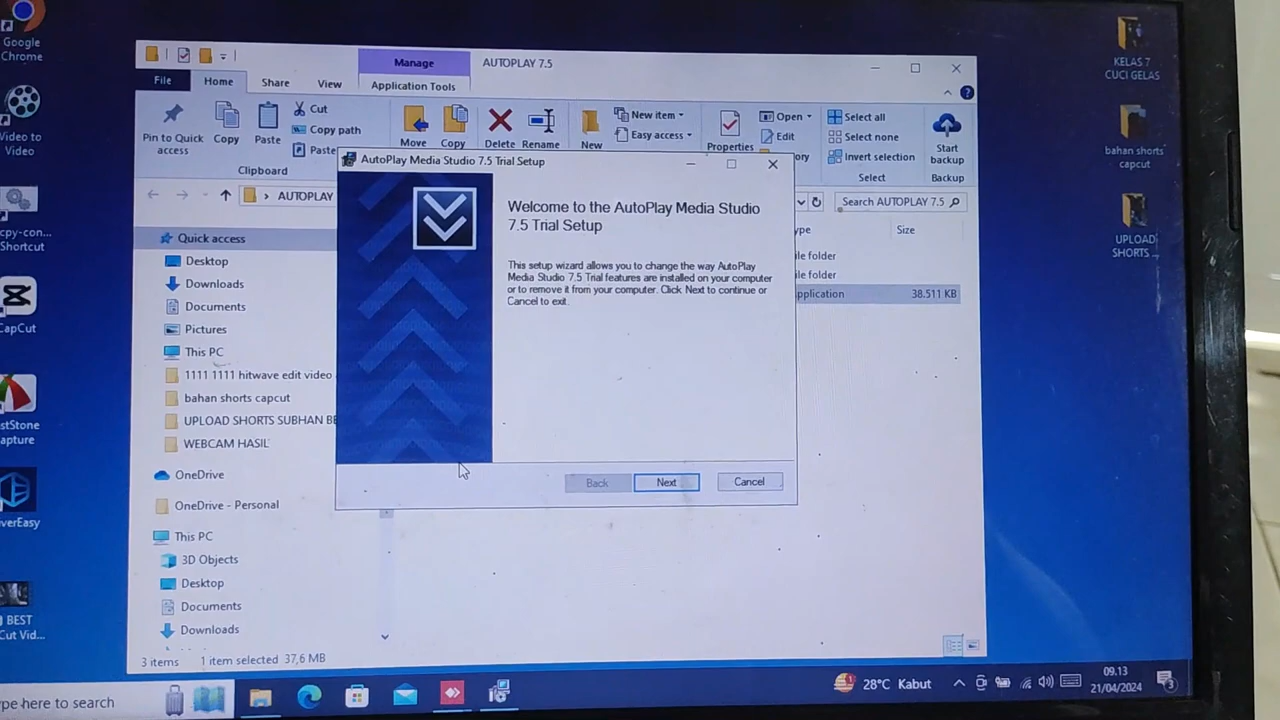 Google
Chrome
Video to
Video
Shortcut
CapCut
BEST
Cut Vid...
Manage
AUTOPLAY 7.5
File
Home
Share
View
Application Tools
Pin to Quick
access
Copy
Paste
Cut
Copy path
Paste
Clipboard
Move
Copy
Delete
Rename
New
New item
Easy access
Properties
Open
Edit
ory
Select all
Select none
Invert selection
Select
Start
backup
Backup
AUTOPLAY
Search AUTOPLAY 7.5
Quick access
Desktop
Downloads
Documents
Pictures
This PC
1111 1111 hitwave edit video
bahan shorts capcut
UPLOAD SHORTS SUBHAN BE
WEBCAM HASIL
OneDrive
OneDrive - Personal
This PC
3D Objects
Desktop
Documents
Downloads
ype
Size
ile folder
ile folder
pplication
38.511 KB
AutoPlay Media Studio 7.5 Trial Setup
Welcome to the AutoPlay Media Studio
7.5 Trial Setup
This setup wizard allows you to change the way AutoPlay
Media Studio 7.5 Trial features are installed on your computer
or to remove it from your computer. Click Next to continue or
Cancel to exit.
Back
Next
Cancel
3 items
1 item selected 37,6 MB
KELAS 7
CUCI GELAS
bahan shorts
capcut
UPLOAD
SHORTS ...
pe here to search
28°C Kabut
09.13
21/04/2024
3